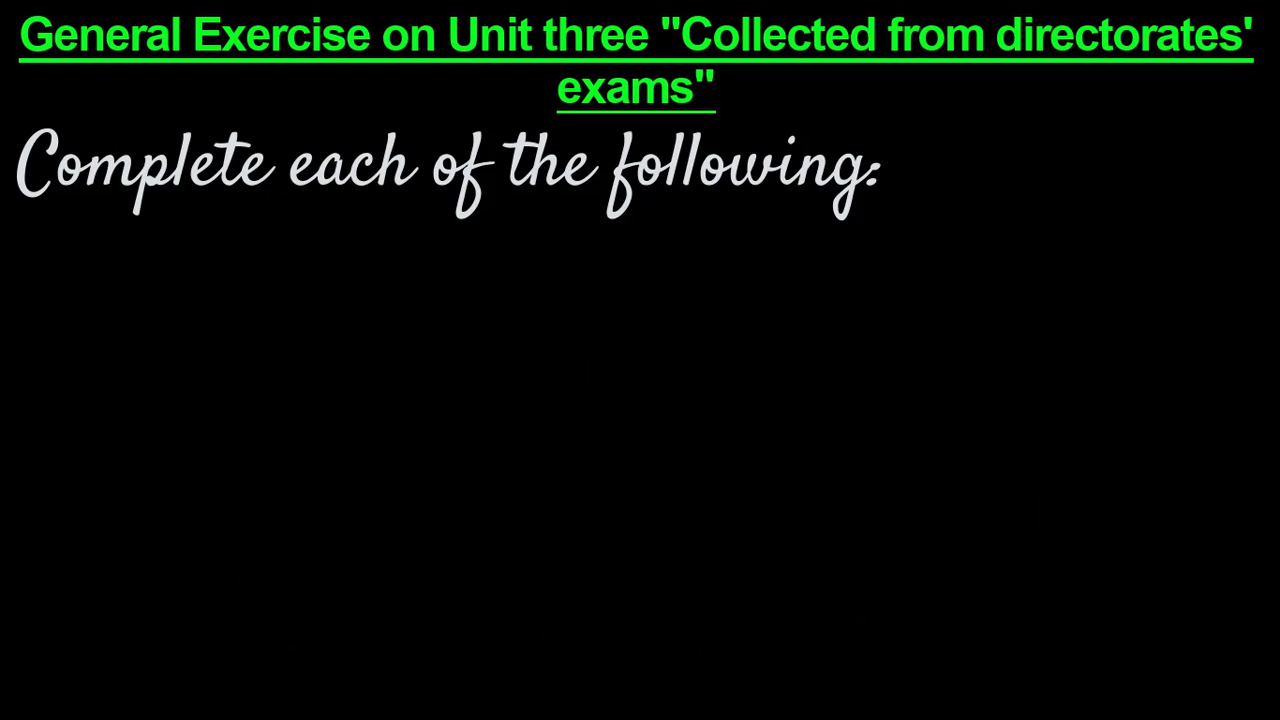 General Exercise on Unit three "Collected from directorates'
exams"
Complete each of the following: